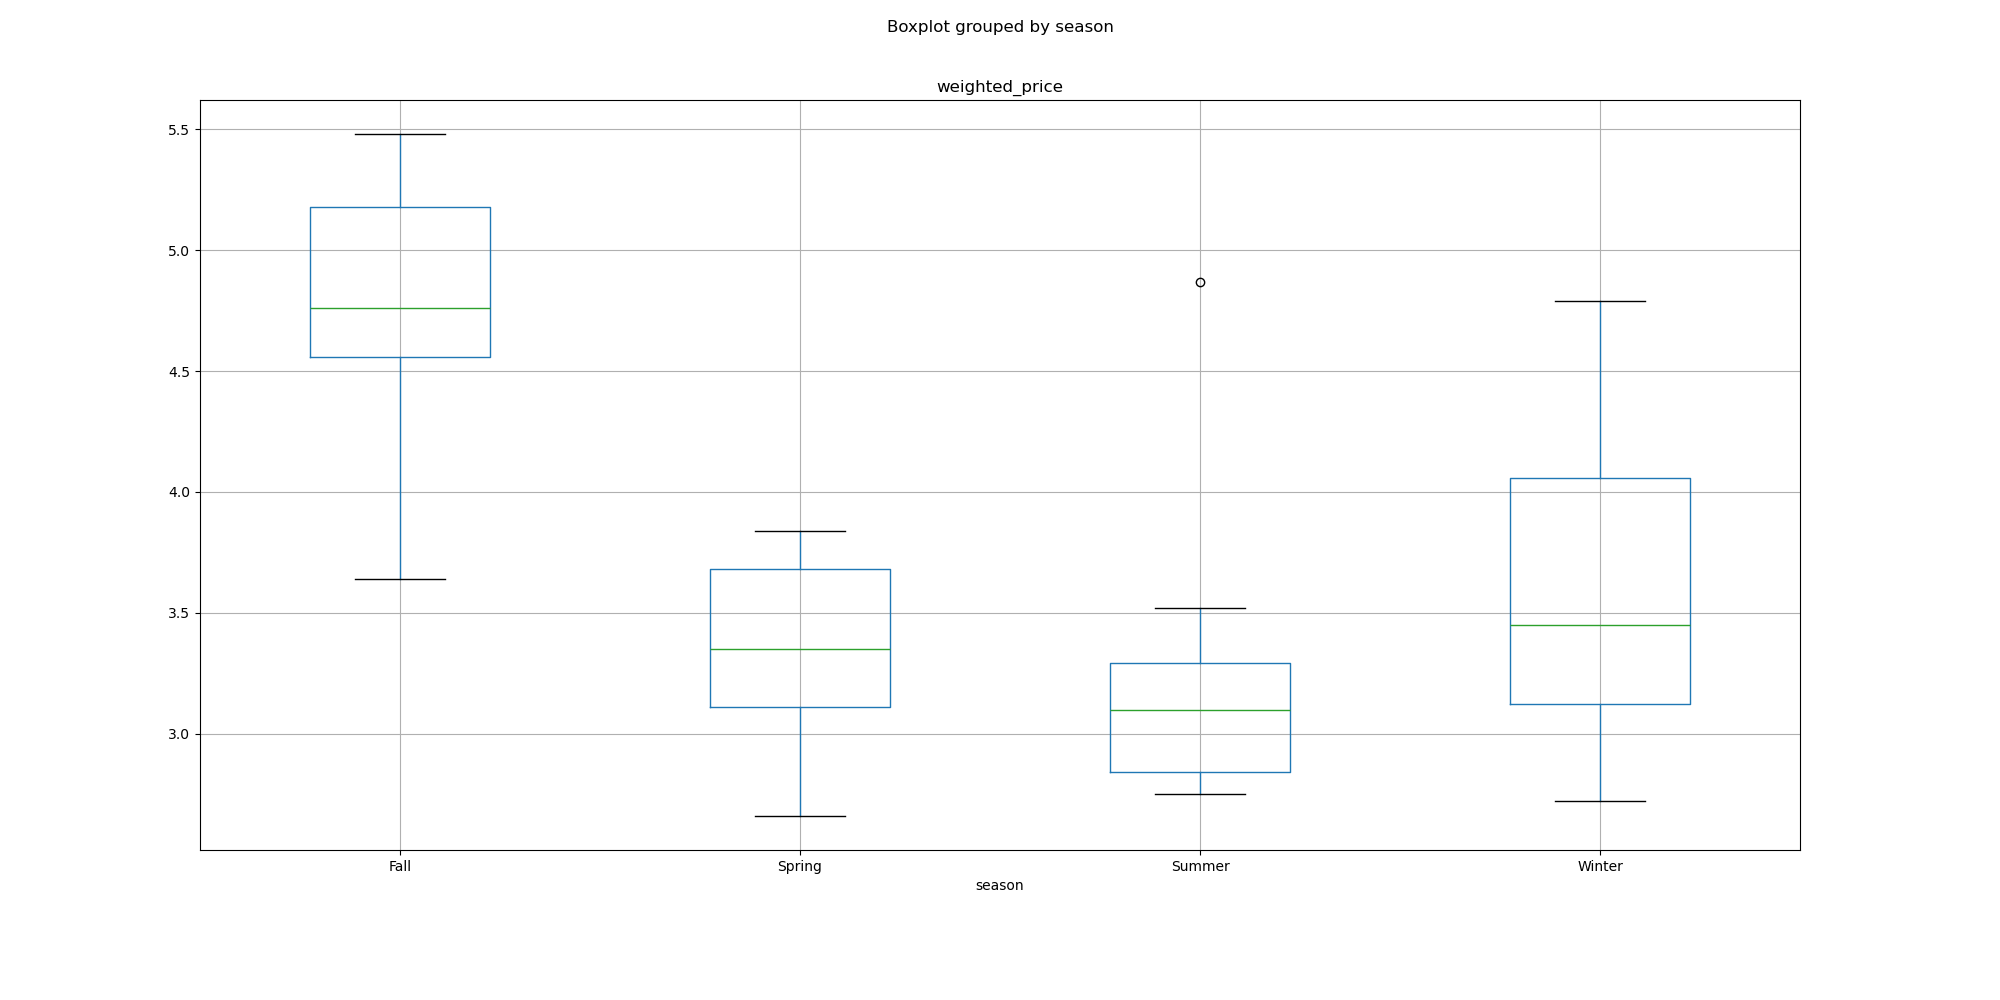 Boxplot grouped by season
weighted_price
5.5
5.0
4.5
4.0
3.5
3.0
Fall Spring Summer Winter
season